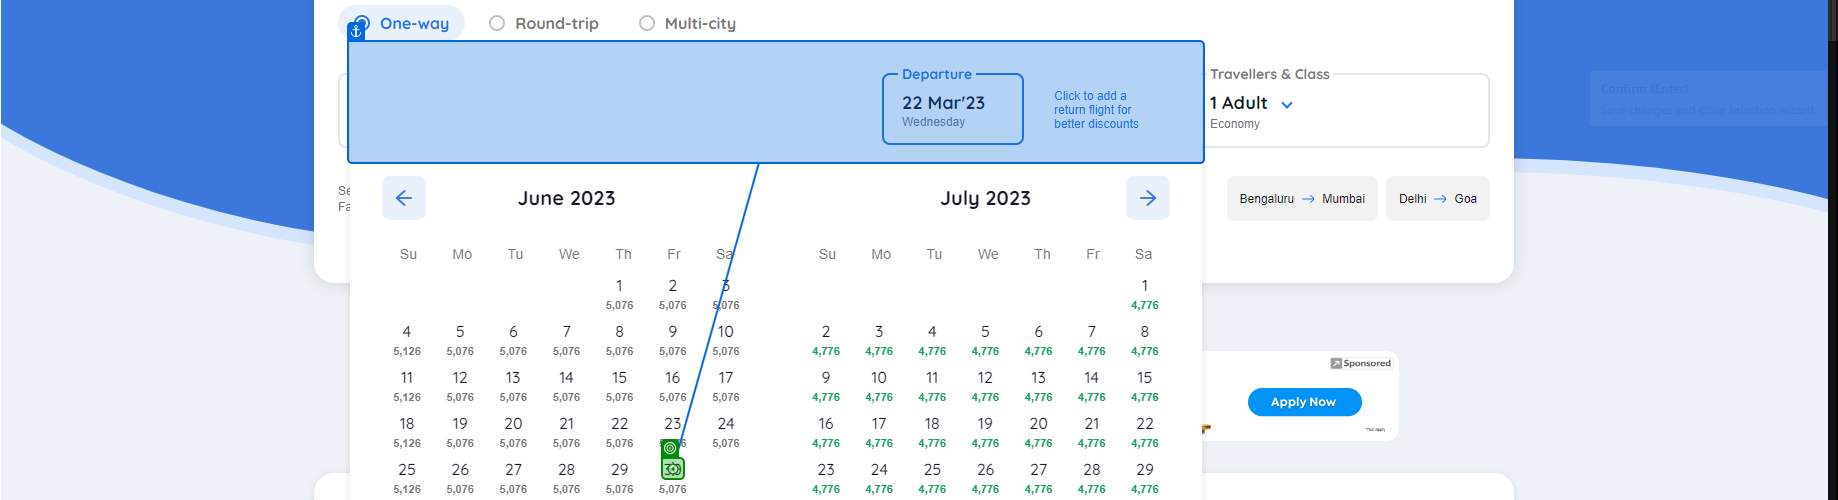 One-way Round-trip Multi-city
Departure
22 Mar'23
Wednesday
Click to add a
return flight for
better discounts
Travellers & Class
1 Adult
Economy
Confirm (Enter)
Save changes and close selection wizard.
Se
Fa
June 2023
July 2023
Bengaluru → Mumbai
Delhi → Goa
Su Mo Tu We Th Fr Sa
1 2 3
5,076 5,076 5,076
4 5 6 7 8 9 10
5,126 5,076 5,076 5,076 5,076 5,076 5,076
11 12 13 14 15 16 17
5,126 5,076 5,076 5,076 5,076 5,076 5,076
18 19 20 21 22 23 24
5,126 5,076 5,076 5,076 5,076 5,076
25 26 27 28 29 30
5,126 5,076 5,076 5,076 5,076 5,076
Su Mo Tu We Th Fr Sa
1
4,776
2 3 4 5 6 7 8
4,776 4,776 4,776 4,776 4,776 4,776 4,776
9 10 11 12 13 14 15
4,776 4,776 4,776 4,776 4,776 4,776 4,776
16 17 18 19 20 21 22
4,776 4,776 4,776 4,776 4,776 4,776 4,776
23 24 25 26 27 28 29
4,776 4,776 4,776 4,776 4,776 4,776 4,776
Sponsored
Apply Now